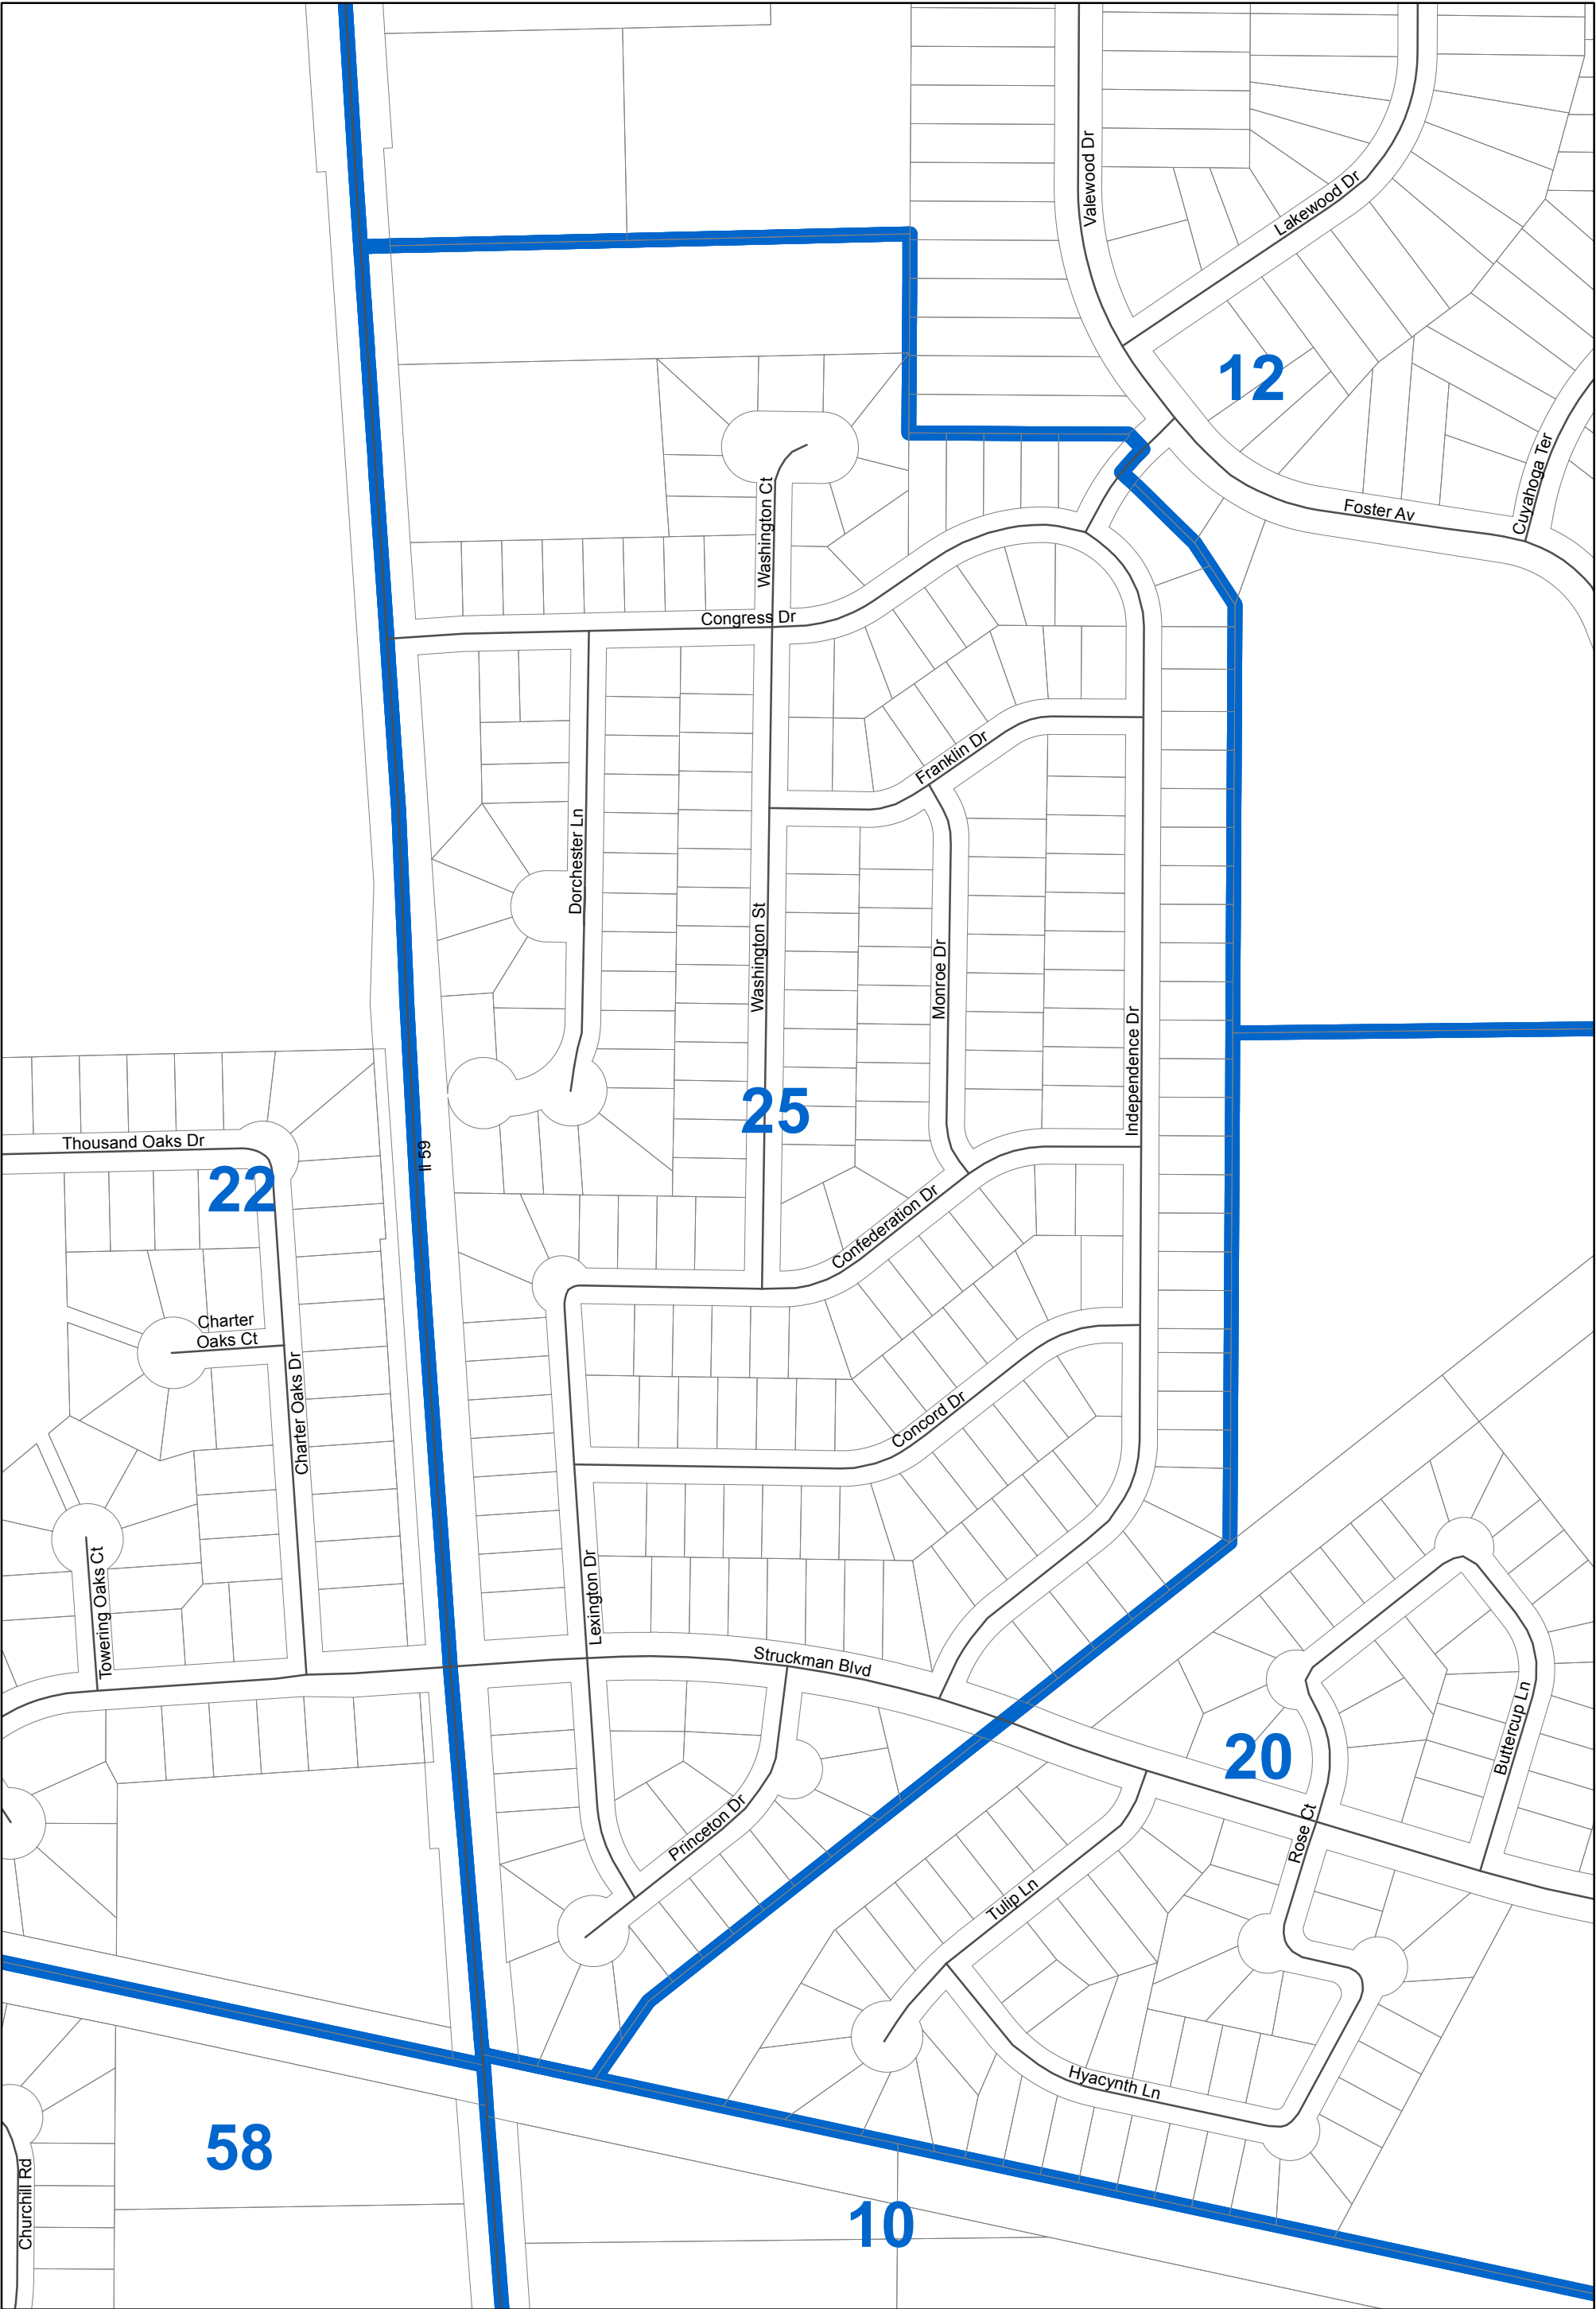 Valewood Dr
Lakewood Dr
12
Cuyahoga Ter
Foster Av
Washington Ct
Congress Dr
Franklin Dr
Dorchester Ln
Washington St
Monroe Dr
Independence Dr
25
Thousand Oaks Dr
22
Il 59
Confederation Dr
Charter
Oaks Ct
Charter Oaks Dr
Concord Dr
Towering Oaks Ct
Lexington Dr
Struckman Blvd
20
Buttercup Ln
Princeton Dr
Rose Ct
Tulip Ln
Hyacynth Ln
58
Churchill Rd
10